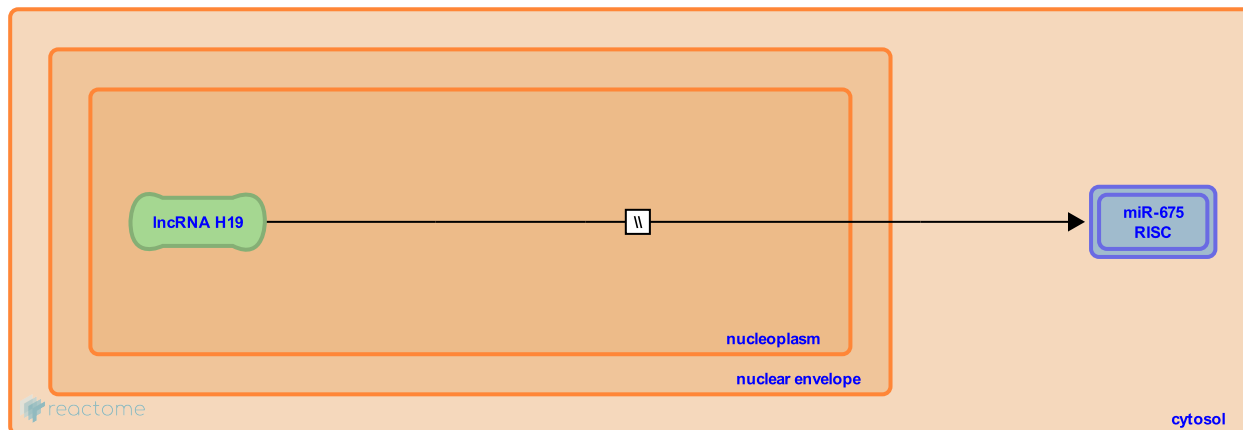 lncRNA H19
\\
miR-675
RISC
nucleoplasm
nuclear envelope
reactome
cytosol